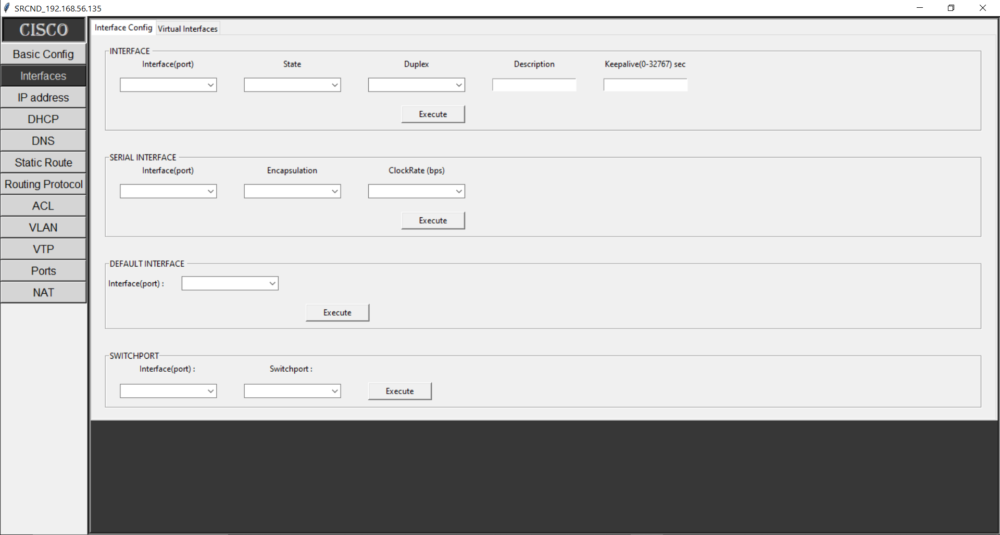 SRCND_192.168.56.135
CISCO
Basic Config
Interfaces
IP address
DHCP
DNS
Static Route
Routing Protocol
ACL
VLAN
VTP
Ports
NAT
Interface Config Virtual Interfaces
INTERFACE
Interface(port) State Duplex Description Keepalive(0-32767) sec
Execute
SERIAL INTERFACE
Interface(port) Encapsulation ClockRate (bps)
Execute
DEFAULT INTERFACE
Interface(port) :
Execute
SWITCHPORT
Interface(port) : Switchport :
Execute